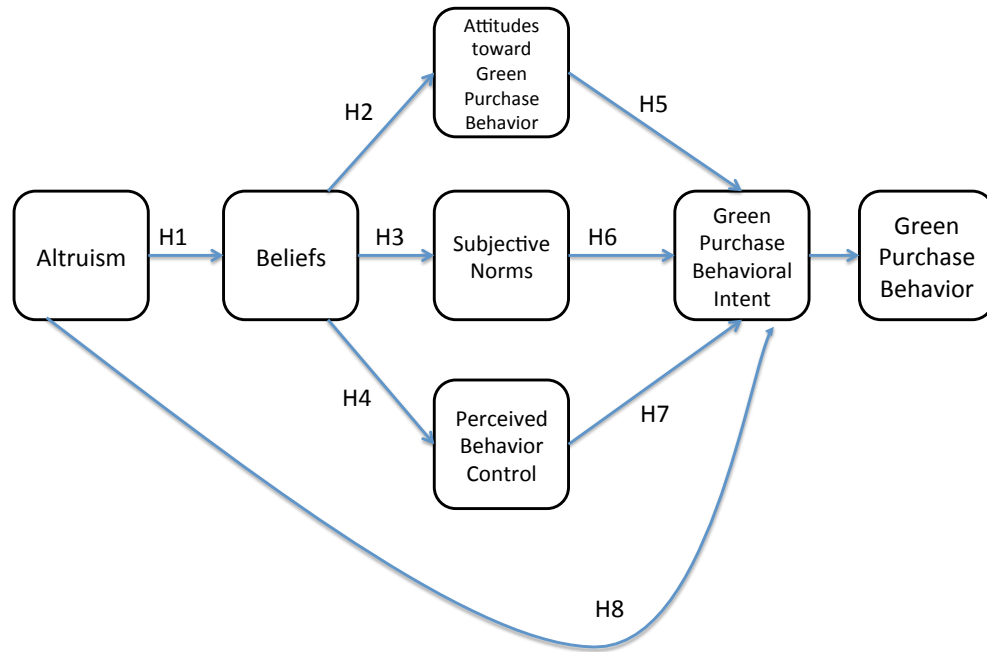 Attitudes
toward
Green
Purchase
Behavior
H2
H5
Altruism
H1
Beliefs
H3
Subjective
Norms
H6
Green
Purchase
Behavioral
Intent
Green
Purchase
Behavior
H4
Perceived
Behavior
Control
H7
H8